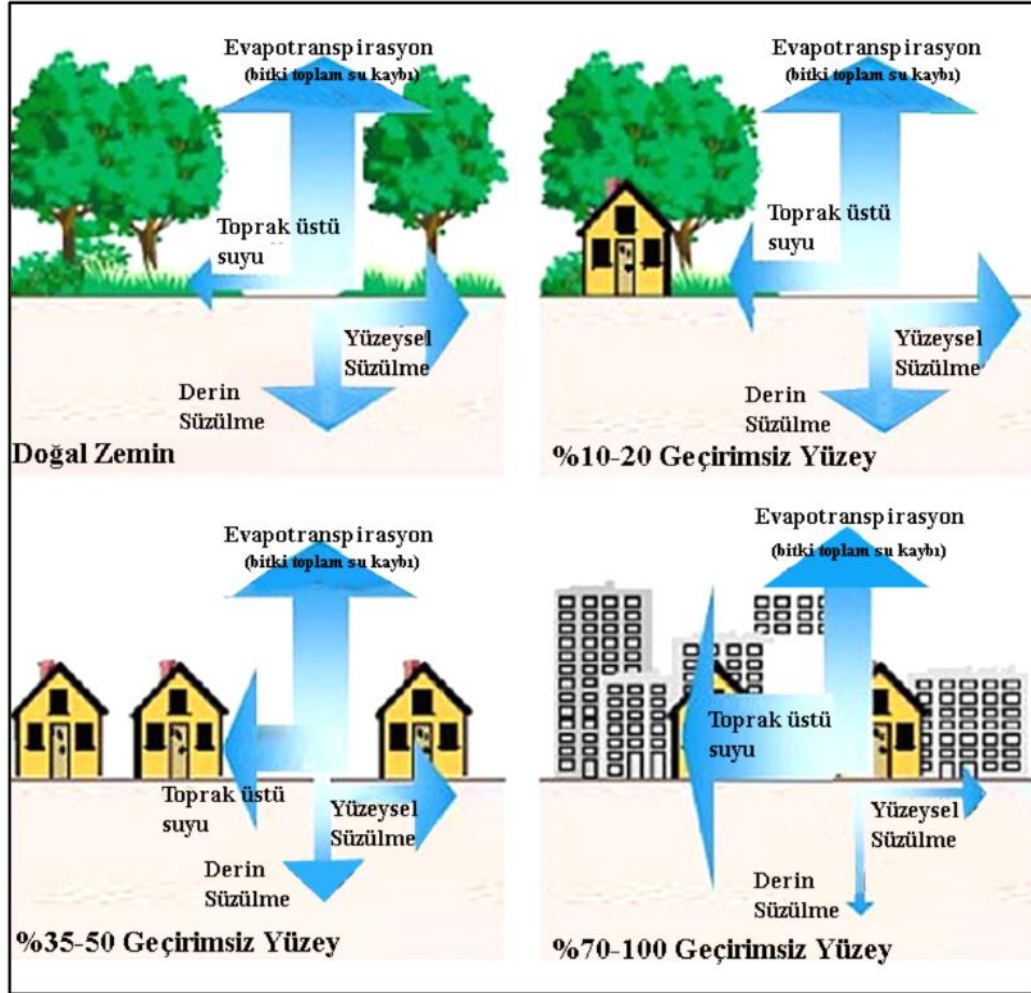 Evapotranspirasyon
(bitki toplam su kaybı)
Toprak üstü
suyu
Yüzeysel
Süzülme
Derin
Süzülme
Doğal Zemin
Evapotranspirasyon
(bitki toplam su kaybı)
Toprak üstü
suyu
Yüzeysel
Süzülme
Derin
Süzülme
%10-20 Geçirimsiz Yüzey
Evapotranspirasyon
(bitki toplam su kaybı)
Toprak üstü
suyu
Yüzeysel
Süzülme
Derin
Süzülme
%35-50 Geçirimsiz Yüzey
Evapotranspirasyon
(bitki toplam su kaybı)
Toprak üstü
suyu
Yüzeysel
Süzülme
Derin
Süzülme
%70-100 Geçirimsiz Yüzey